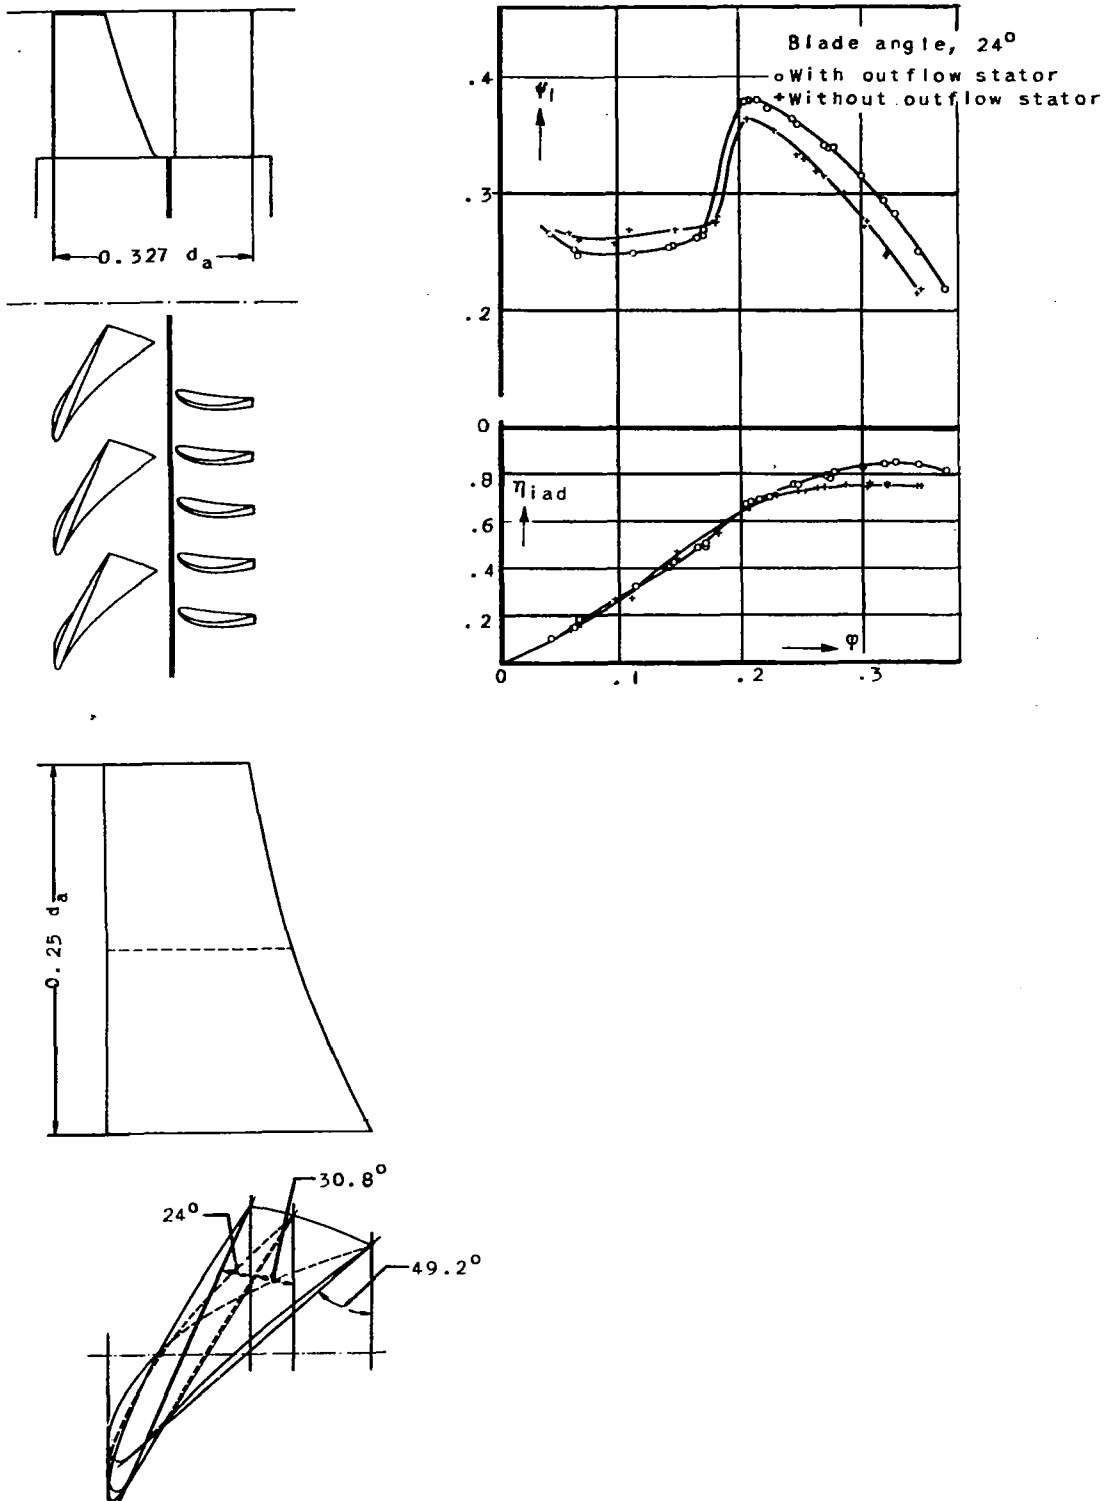 0.327 d_a
Blade angle, 24°
o With outflow stator
+ Without outflow stator
ψ_i
.4
.3
.2
0
.8
.6
.4
.2
η_iad
φ
0
.1
.2
.3
0.25 d_a
30.8°
24°
49.2°